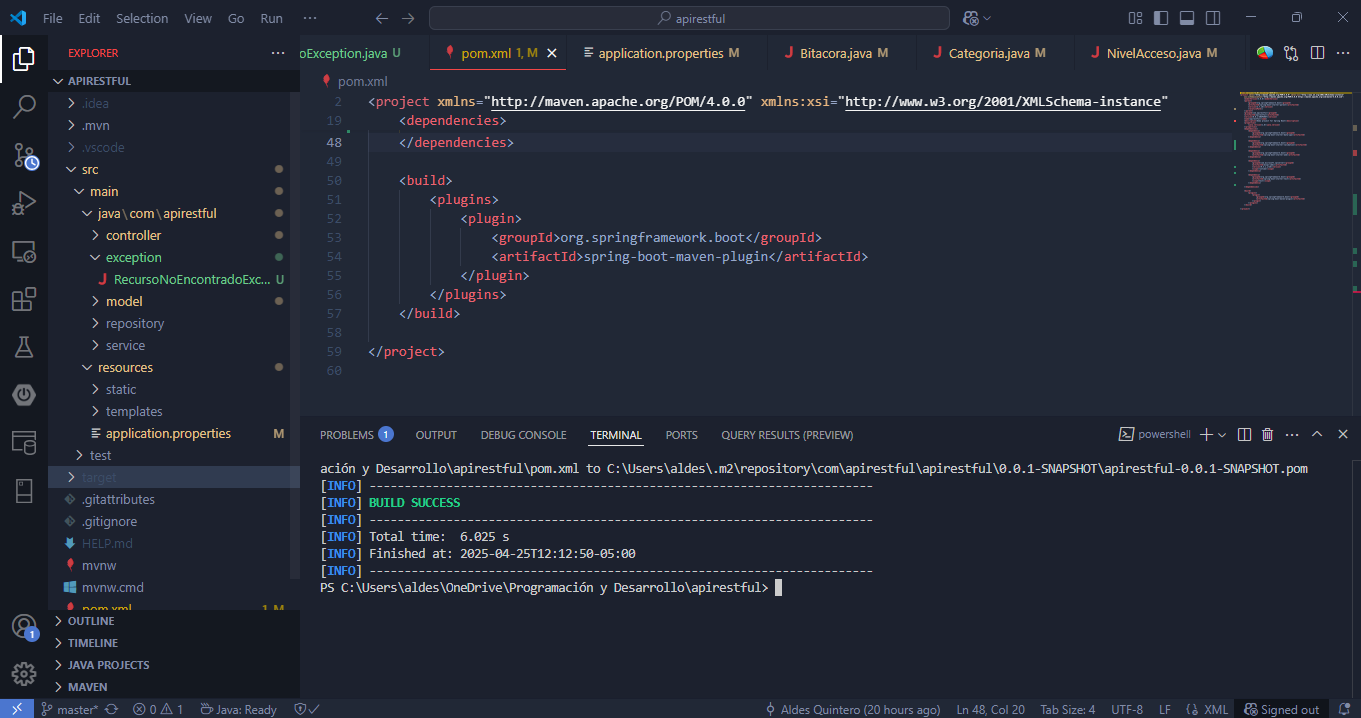 File Edit Selection View Go Run ··· apirestful
EXPLORER ···
APIRESTFUL
.idea
.mvn
.vscode
src
main
java\com\apirestful
controller
exception
RecursoNoEncontradoExc... U
model
repository
service
resources
static
templates
application.properties M
test
target
.gitattributes
.gitignore
HELP.md
mvnw
mvnw.cmd
pom.xml 1, M
OUTLINE
TIMELINE
JAVA PROJECTS
MAVEN
oException.java U pom.xml 1, M application.properties M Bitacora.java M Categoria.java M NivelAcceso.java M ···
pom.xml
2 <project xmlns="http://maven.apache.org/POM/4.0.0" xmlns:xsi="http://www.w3.org/2001/XMLSchema-instance"
19 <dependencies>
48 </dependencies>
49
50 <build>
51 <plugins>
52 <plugin>
53 <groupId>org.springframework.boot</groupId>
54 <artifactId>spring-boot-maven-plugin</artifactId>
55 </plugin>
56 </plugins>
57 </build>
58
59 </project>
60
PROBLEMS 1 OUTPUT DEBUG CONSOLE TERMINAL PORTS QUERY RESULTS (PREVIEW) powershell ···
ación y Desarrollo\apirestful\pom.xml to C:\Users\aldes\.m2\repository\com\apirestful\apirestful\0.0.1-SNAPSHOT\apirestful-0.0.1-SNAPSHOT.pom
[INFO] ------------------------------------------------------------------------
[INFO] BUILD SUCCESS
[INFO] ------------------------------------------------------------------------
[INFO] Total time:  6.025 s
[INFO] Finished at: 2025-04-25T12:12:50-05:00
[INFO] ------------------------------------------------------------------------
PS C:\Users\aldes\OneDrive\Programación y Desarrollo\apirestful>
1
master* 0 1 Java: Ready Aldes Quintero (20 hours ago) Ln 48, Col 20 Tab Size: 4 UTF-8 LF {} XML Signed out